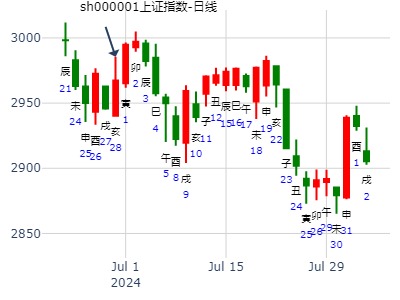 sh000001上证指数-日线
3000
2950
2900
2850
辰 21
未 24
申 25
酉 26
戌 27
亥 28
寅 1
卯 2
辰 3
巳 4
午 5
未 8
酉
戌 9
亥 10
子 11
丑 12
辰 15
巳 16
午 17
未 18
申 19
亥 22
子 23
丑 24
寅 25
卯 26
午 29
未 30
申 31
酉 1
戌 2
Jul 1
2024
Jul 15
Jul 29